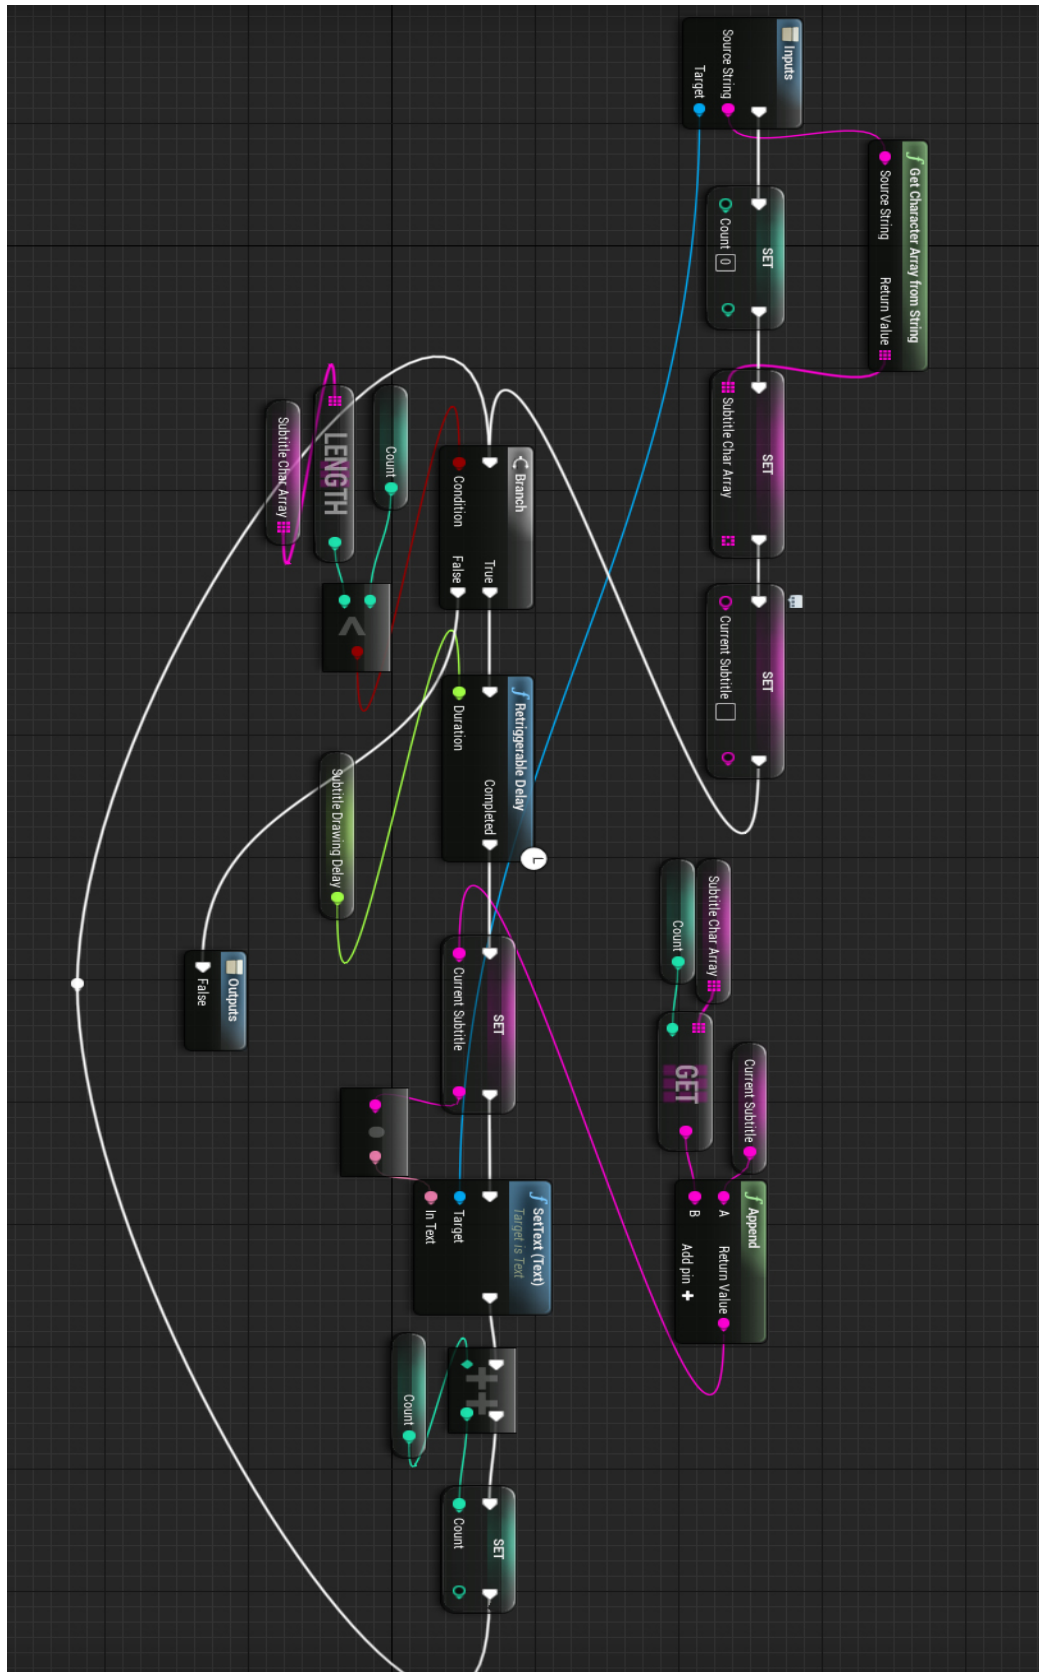 Inputs
Source String
Target
Get Character Array from String
Source String
Return Value
SET
Count 0
SET
Subtitle Char Array
SET
Current Subtitle
Subtitle Char Array
Count
GET
Current Subtitle
Append
A
Return Value
B
Add pin +
Branch
Condition
True
False
Count
LENGTH
Subtitle Char Array
<
Retriggerable Delay
Duration
Completed
Subtitle Drawing Delay
SET
Current Subtitle
SetText (Text)
Target is Text
Target
In Text
++
Count
SET
Count
Outputs
False